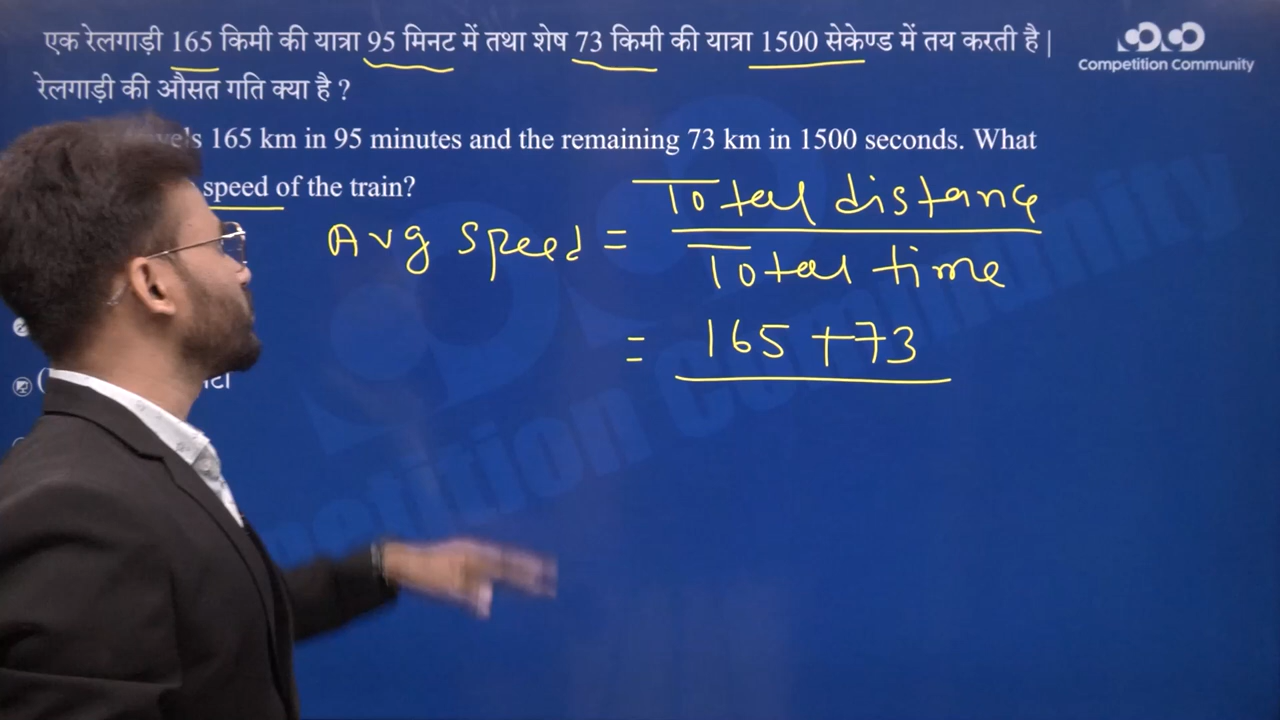 एक रेलगाड़ी 165 किमी की यात्रा 95 मिनट में तथा शेष 73 किमी की यात्रा 1500 सेकेण्ड में तय करती है |
रेलगाड़ी की औसत गति क्या है ?
Competition Community
165 km in 95 minutes and the remaining 73 km in 1500 seconds. What
speed of the train?
Avg speed = Total distance
Total time
= 165 + 73